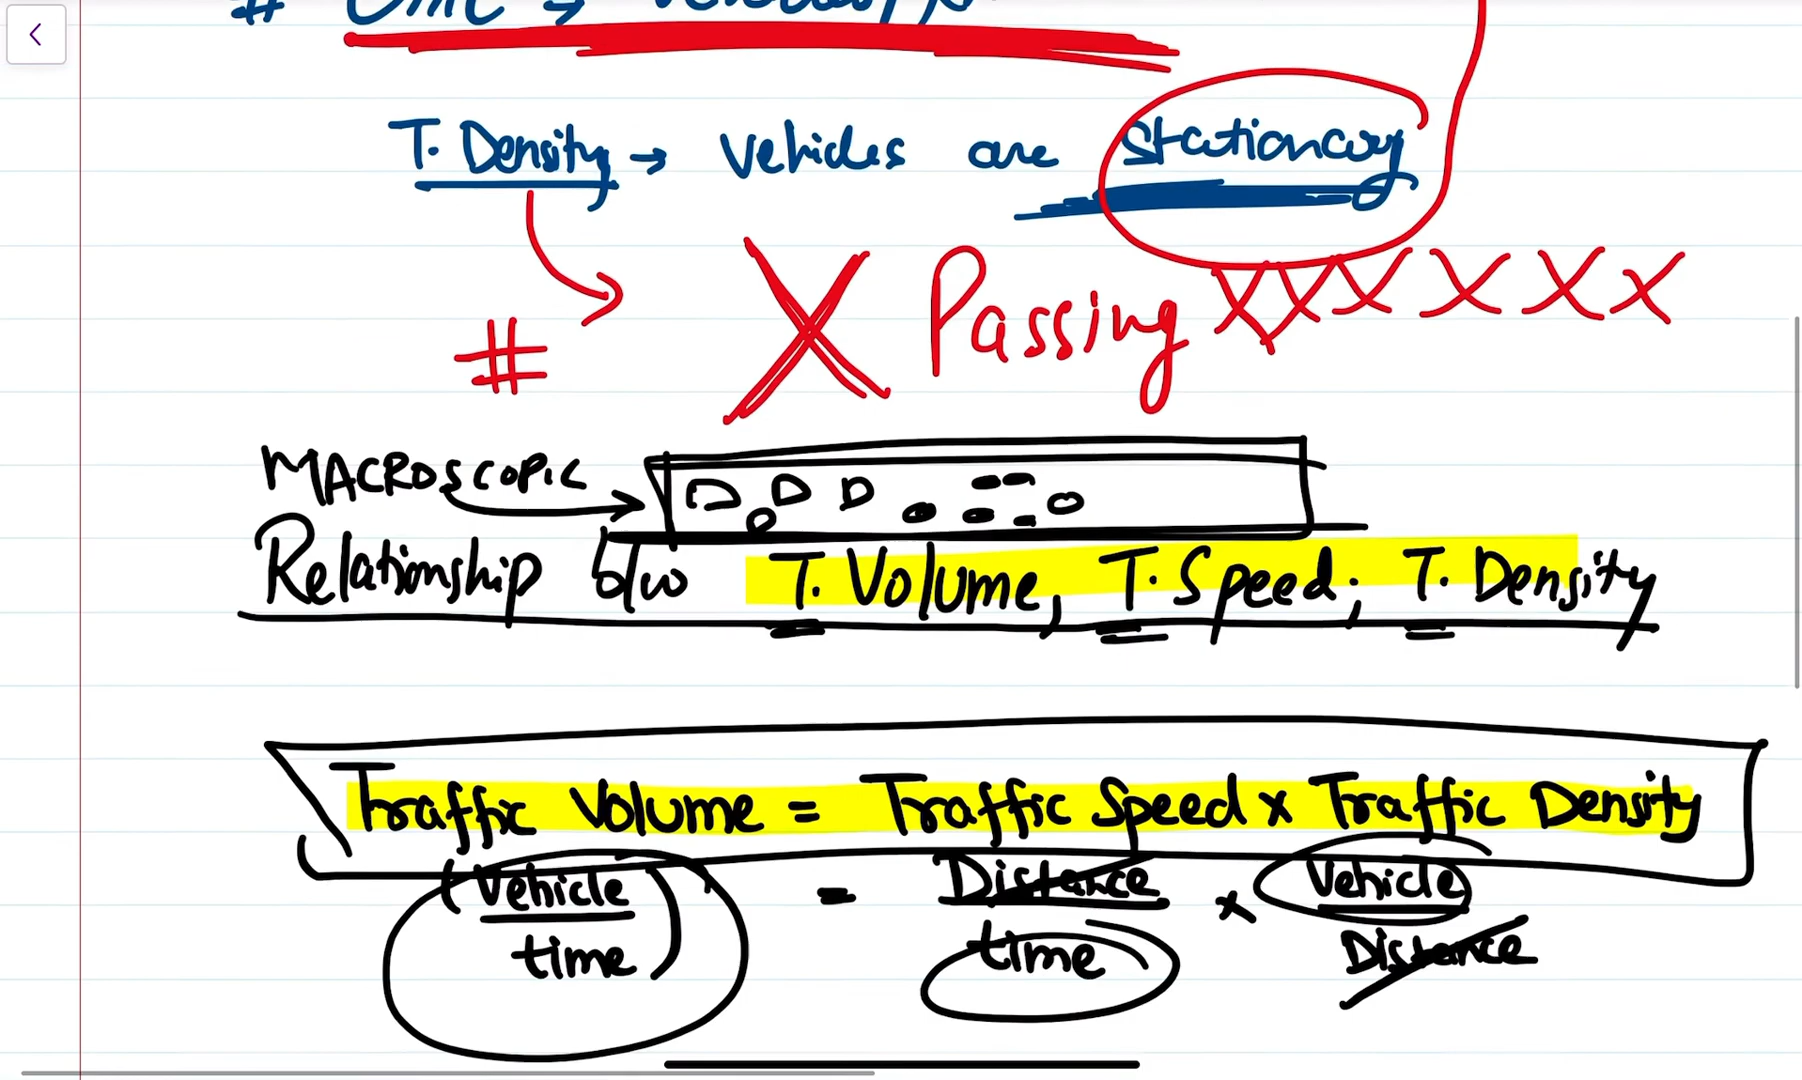 T. Density → Vehicles are Stationary
# X Passing XXXXXX
MACROSCOPIC
Relationship b/w T. Volume, T. Speed, T. Density
Traffic Volume = Traffic Speed x Traffic Density
(Vehicle = Distance x Vehicle
time) time Distance